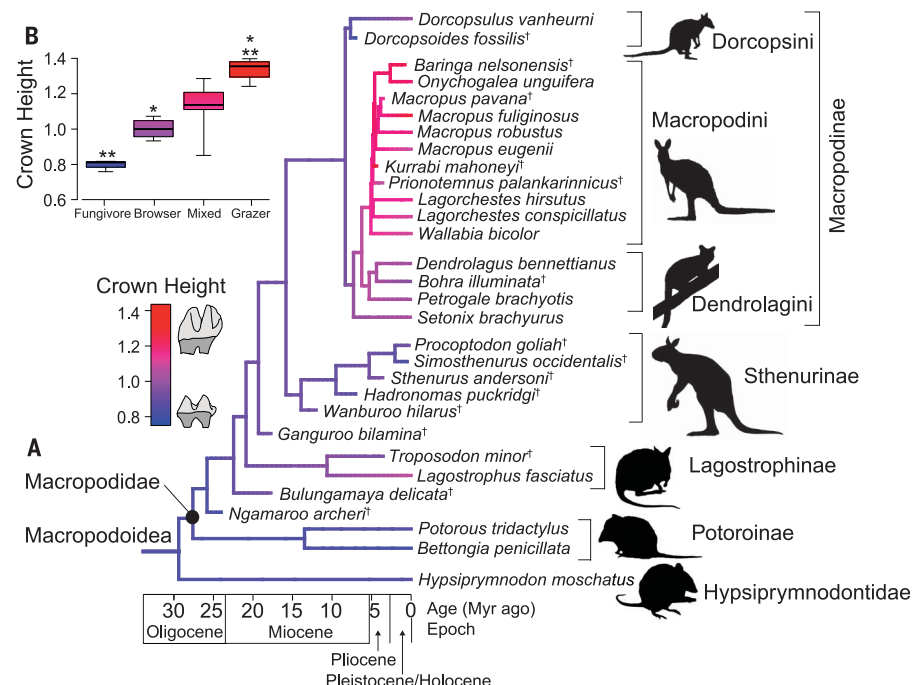 B
Crown Height
1.4
1.2
1.0
0.8
0.6
*
**
*
**
Fungivore Browser Mixed Grazer
Crown Height
1.4
1.2
1.0
0.8
A
Macropodidae
Macropodoidea
Dorcopsulus vanheurni
Dorcopsoides fossilis†
Baringa nelsonensis†
Onychogalea unguifera
Macropus pavana†
Macropus fuliginosus
Macropus robustus
Macropus eugenii
Kurrabi mahoneyi†
Prionotemnus palankarinnicus†
Lagorchestes hirsutus
Lagorchestes conspicillatus
Wallabia bicolor
Dendrolagus bennettianus
Bohra illuminata†
Petrogale brachyotis
Setonix brachyurus
Procoptodon goliah†
Simosthenurus occidentalis†
Sthenurus andersoni†
Hadronomas puckridgi†
Wanburoo hilarus†
Ganguroo bilamina†
Troposodon minor†
Lagostrophus fasciatus
Bulungamaya delicata†
Ngamaroo archeri†
Potorous tridactylus
Bettongia penicillata
Hypsiprymnodon moschatus
Dorcopsini
Macropodini
Dendrolagini
Macropodinae
Sthenurinae
Lagostrophinae
Potoroinae
Hypsiprymnodontidae
30 25 20 15 10 5 0 Age (Myr ago)
Oligocene Miocene Epoch
Pliocene
Pleistocene/Holocene